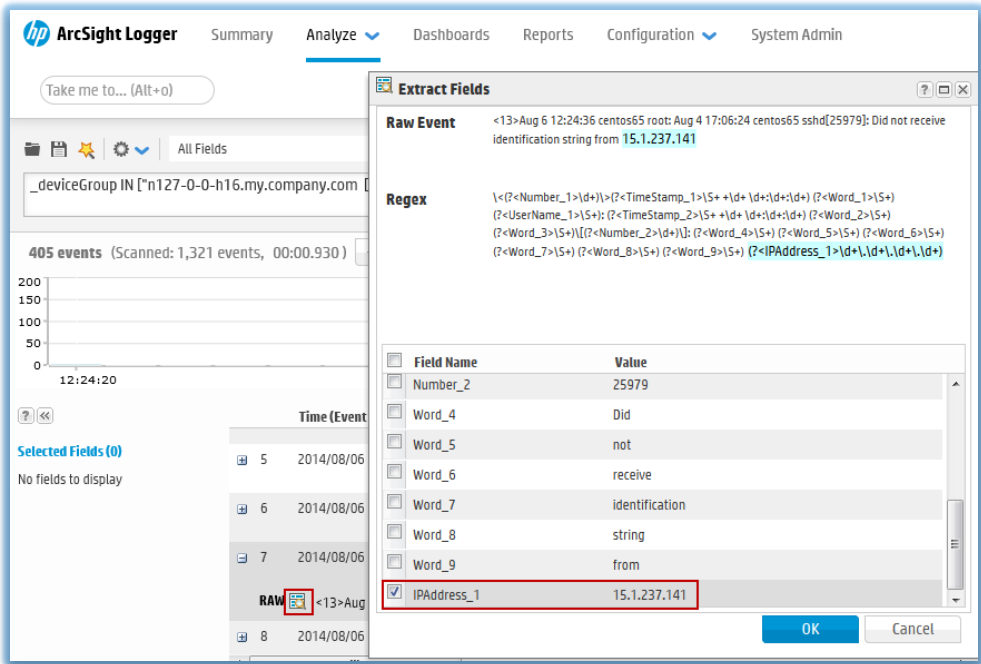 hp ArcSight Logger Summary Analyze Dashboards Reports Configuration System Admin
Take me to... (Alt+o)
All Fields
_deviceGroup IN ["n127-0-0-h16.my.company.com [
405 events (Scanned: 1,321 events, 00:00.930 )
200
150
100
50
0
12:24:20
? «
Selected Fields (0)
No fields to display
Time (Event
5 2014/08/06
6 2014/08/06
7 2014/08/06
RAW <13>Aug
8 2014/08/06
Extract Fields
Raw Event <13>Aug 6 12:24:36 centos65 root: Aug 4 17:06:24 centos65 sshd[25979]: Did not receive
identification string from 15.1.237.141
Regex \<(?<Number_1>\d+)\>(?<TimeStamp_1>\S+ +\d+ \d+:\d+:\d+) (?<Word_1>\S+)
(?<UserName_1>\S+): (?<TimeStamp_2>\S+ +\d+ \d+:\d+:\d+) (?<Word_2>\S+)
(?<Word_3>\S+)\[(?<Number_2>\d+)\]: (?<Word_4>\S+) (?<Word_5>\S+) (?<Word_6>\S+)
(?<Word_7>\S+) (?<Word_8>\S+) (?<Word_9>\S+) (?<IPAddress_1>\d+\.\d+\.\d+\.\d+)
Field Name Value
Number_2 25979
Word_4 Did
Word_5 not
Word_6 receive
Word_7 identification
Word_8 string
Word_9 from
IPAddress_1 15.1.237.141
OK Cancel